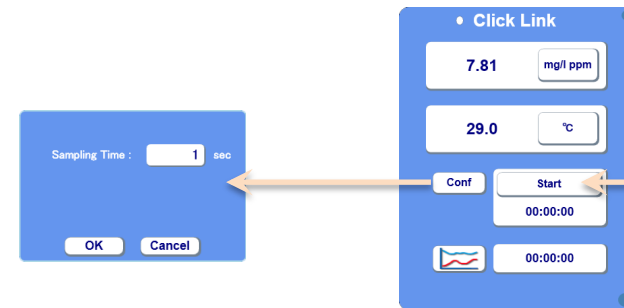 Sampling Time : 1 sec
OK Cancel
Click Link
7.81 mg/l ppm
29.0 ℃
Conf Start
00:00:00
00:00:00